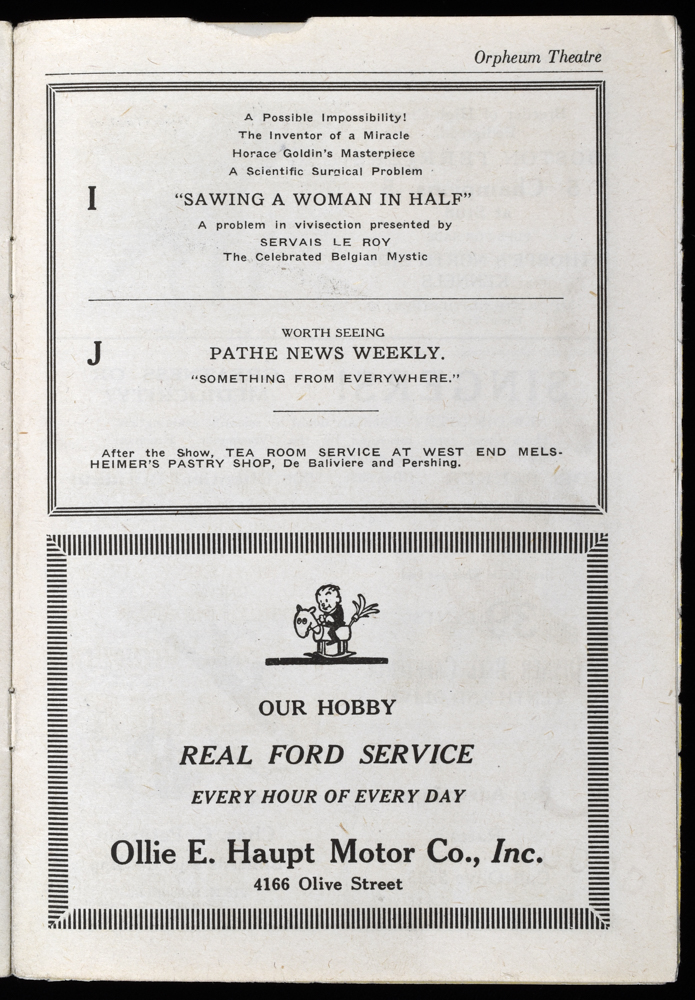 Orpheum Theatre
A Possible Impossibility!
The Inventor of a Miracle
Horace Goldin's Masterpiece
A Scientific Surgical Problem
I
"SAWING A WOMAN IN HALF"
A problem in vivisection presented by
SERVAIS LE ROY
The Celebrated Belgian Mystic
WORTH SEEING
J
PATHE NEWS WEEKLY.
"SOMETHING FROM EVERYWHERE."
After the Show, TEA ROOM SERVICE AT WEST END MELS-
HEIMER'S PASTRY SHOP, De Baliviere and Pershing.
OUR HOBBY
REAL FORD SERVICE
EVERY HOUR OF EVERY DAY
Ollie E. Haupt Motor Co., Inc.
4166 Olive Street